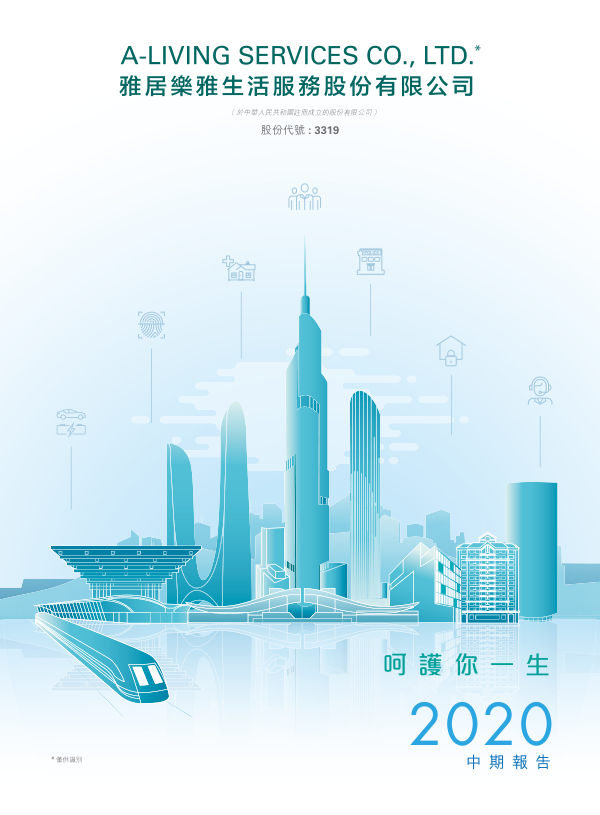 A-LIVING SERVICES CO., LTD.*
雅居樂雅生活服務股份有限公司
（於中華人民共和國註冊成立的股份有限公司）
股份代號 : 3319
呵護你一生
2020
中期報告
* 僅供識別